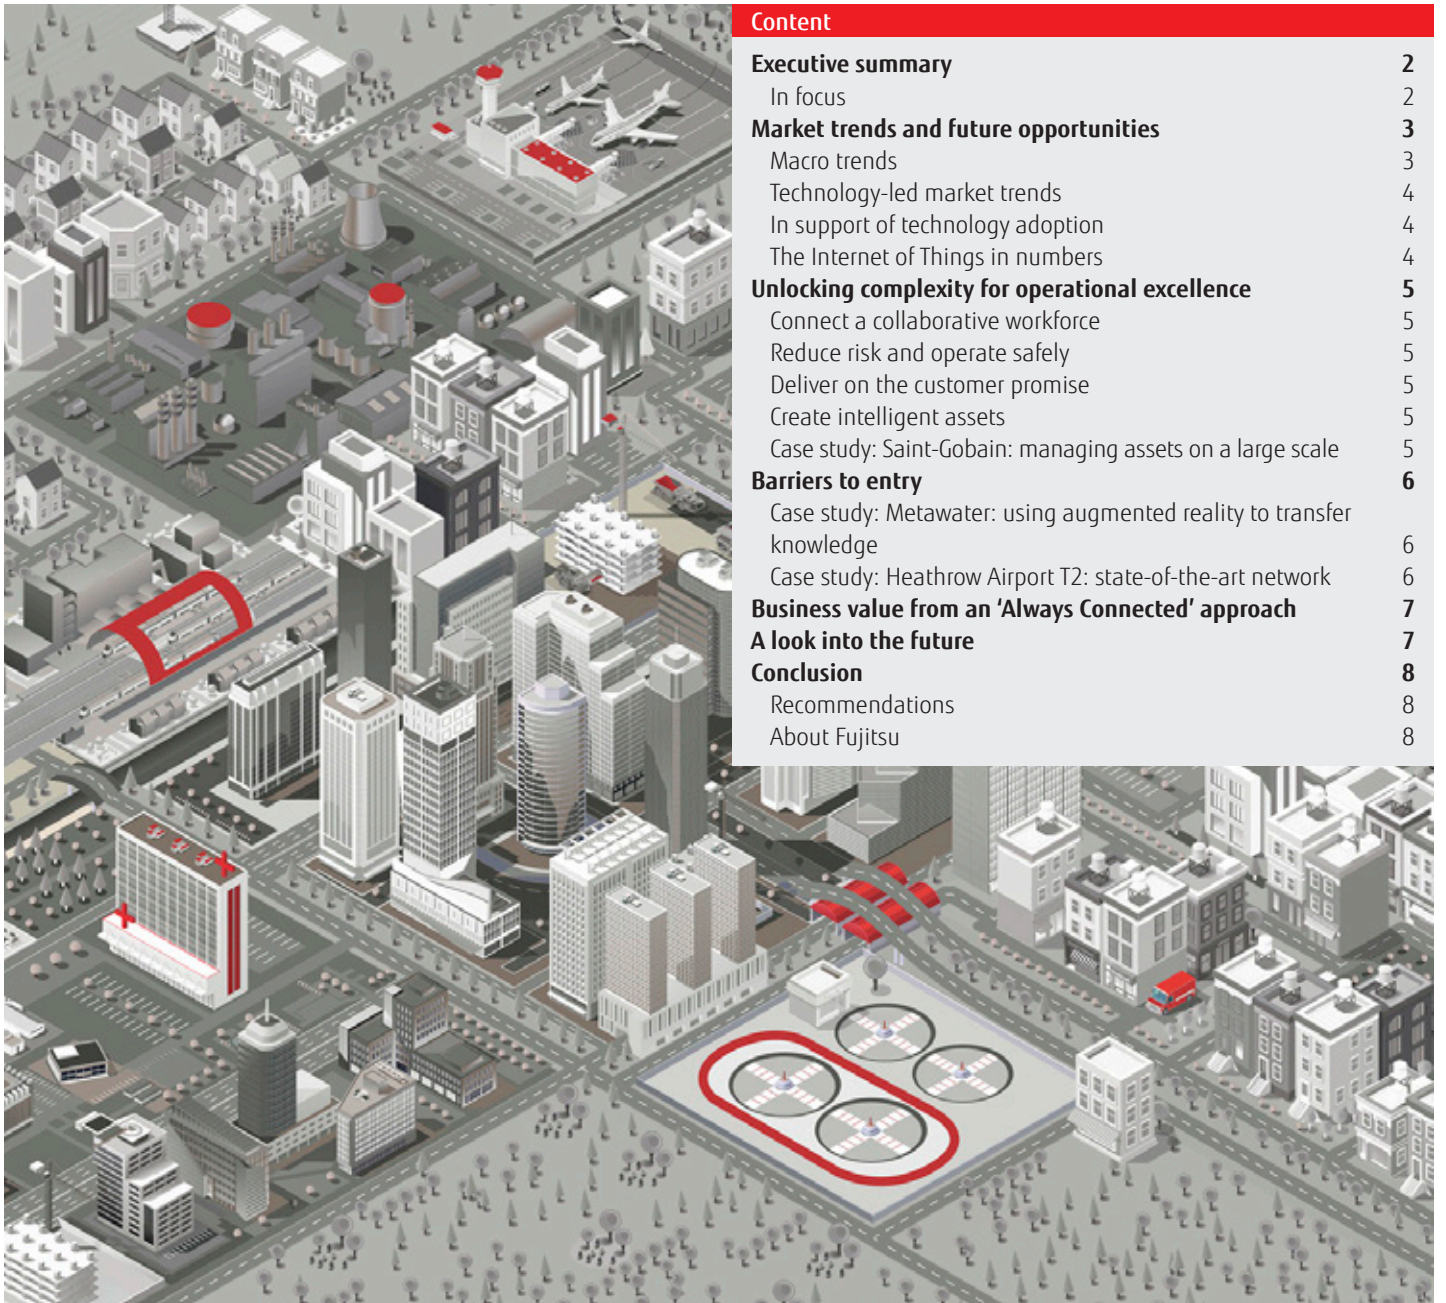 Content
Executive summary 2
In focus 2
Market trends and future opportunities 3
Macro trends 3
Technology-led market trends 4
In support of technology adoption 4
The Internet of Things in numbers 4
Unlocking complexity for operational excellence 5
Connect a collaborative workforce 5
Reduce risk and operate safely 5
Deliver on the customer promise 5
Create intelligent assets 5
Case study: Saint-Gobain: managing assets on a large scale 5
Barriers to entry 6
Case study: Metawater: using augmented reality to transfer
knowledge 6
Case study: Heathrow Airport T2: state-of-the-art network 6
Business value from an ‘Always Connected’ approach 7
A look into the future 7
Conclusion 8
Recommendations 8
About Fujitsu 8